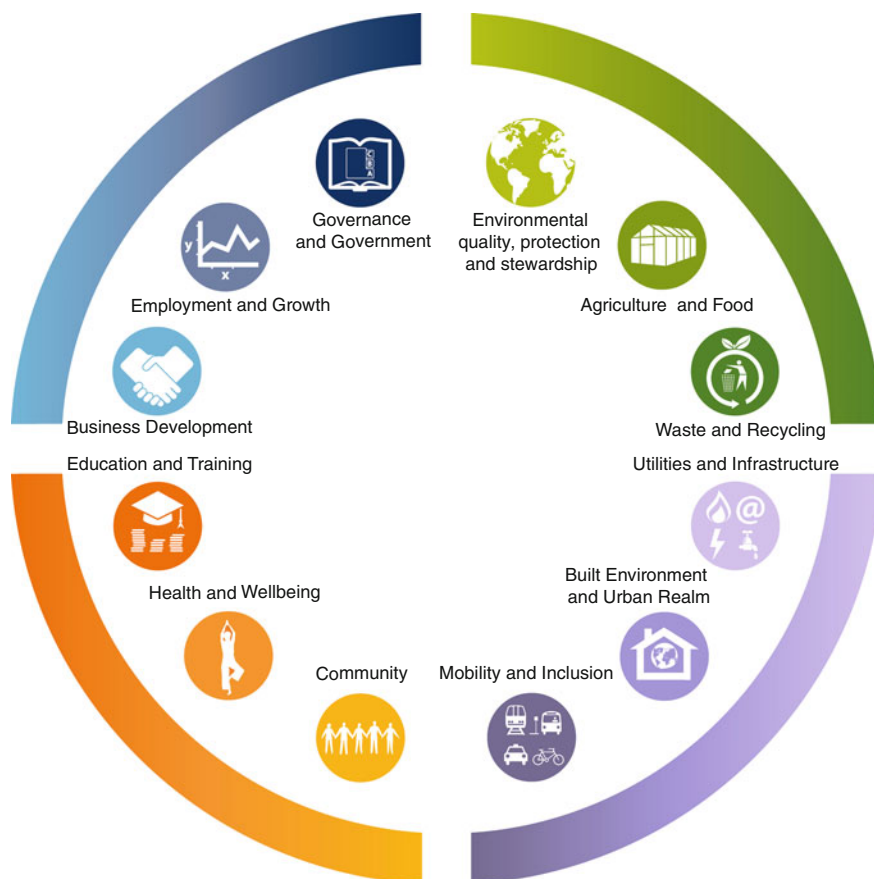 C
B
A
Governance
and Government
Environmental
quality, protection
and stewardship
y
x
Employment and Growth
Agriculture and Food
Business Development
Waste and Recycling
Education and Training
Utilities and Infrastructure
@
Health and Wellbeing
Built Environment
and Urban Realm
Community
Mobility and Inclusion